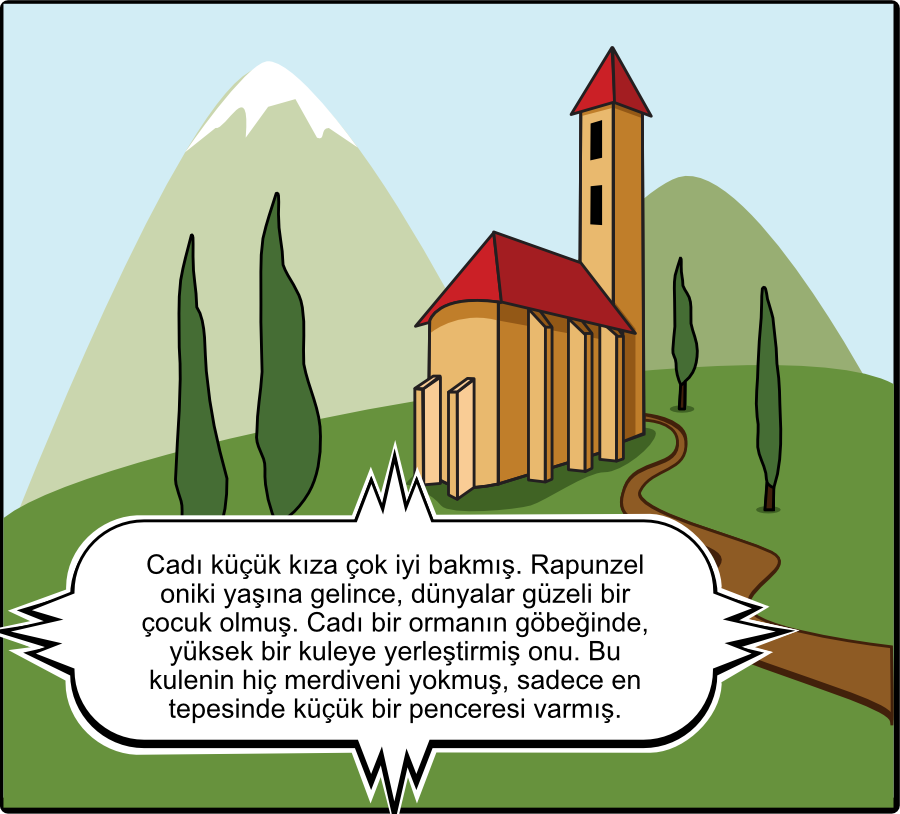 Cadı küçük kıza çok iyi bakmış. Rapunzel
oniki yaşına gelince, dünyalar güzeli bir
çocuk olmuş. Cadı bir ormanın göbeğinde,
yüksek bir kuleye yerleştirmiş onu. Bu
kulenin hiç merdiveni yokmuş, sadece en
tepesinde küçük bir penceresi varmış.